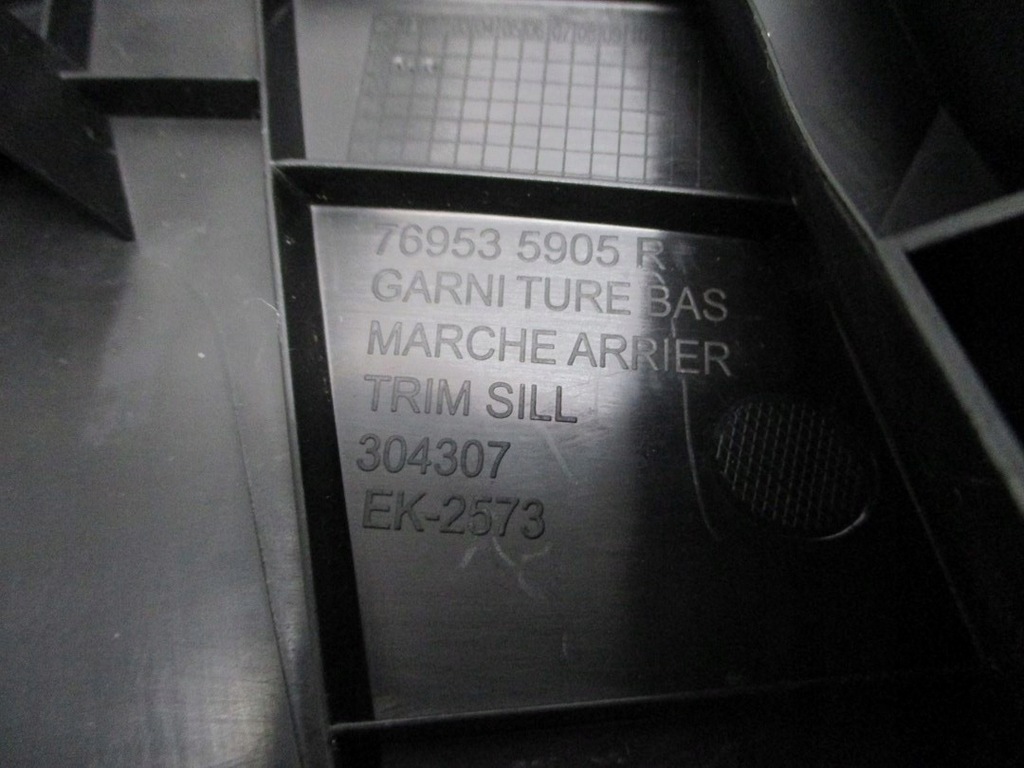 76953 5905 R
GARNI TURE BAS
MARCHE ARRIER
TRIM SILL
304307
EK-2573